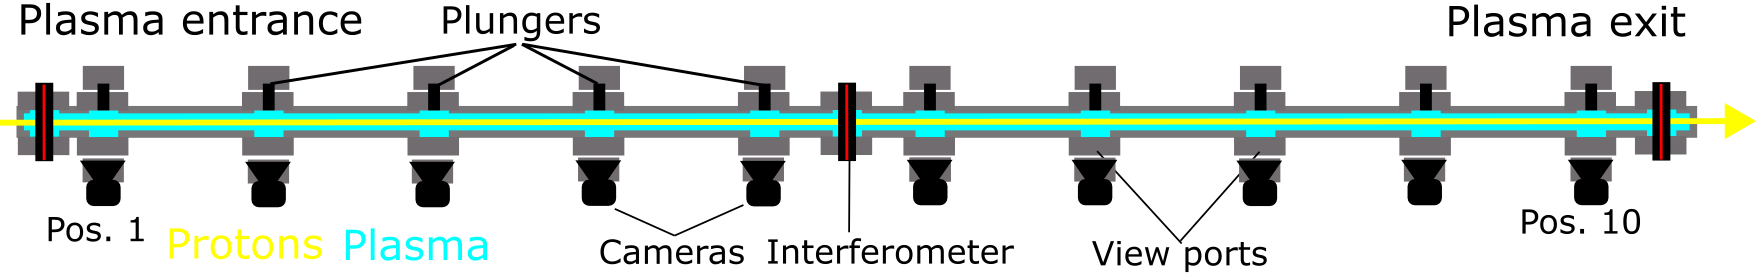 Plasma entrance
Plungers
Plasma exit
Pos. 1
Protons
Plasma
Cameras
Interferometer
View ports
Pos. 10